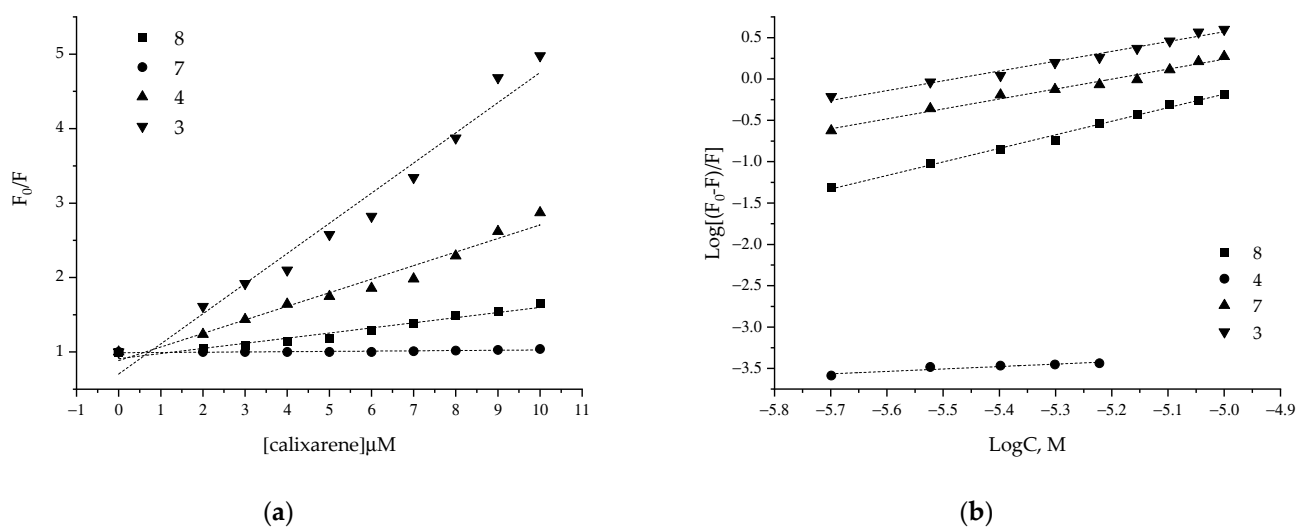 5
4
3
2
1
F₀/F
8
7
4
3
−1 0 1 2 3 4 5 6 7 8 9 10 11
[calixarene]μM
(a)
0.5
0.0
−0.5
−1.0
−1.5
−2.0
−2.5
−3.0
−3.5
Log[(F₀-F)/F]
8
4
7
3
−5.8 −5.7 −5.6 −5.5 −5.4 −5.3 −5.2 −5.1 −5.0 −4.9
LogC, M
(b)